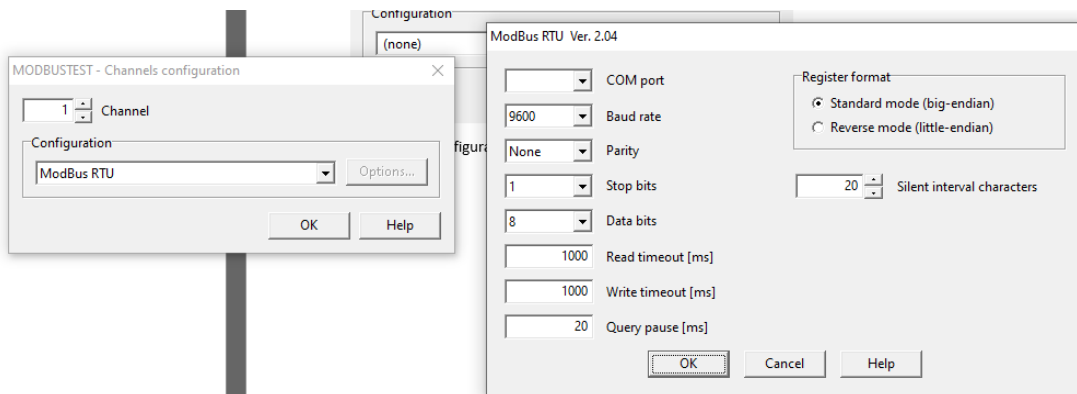 Configuration
(none)
figura
MODBUSTEST - Channels configuration
1 Channel
Configuration
ModBus RTU Options...
OK Help
ModBus RTU Ver. 2.04
COM port
9600 Baud rate
None Parity
1 Stop bits
8 Data bits
1000 Read timeout [ms]
1000 Write timeout [ms]
20 Query pause [ms]
Register format
Standard mode (big-endian)
Reverse mode (little-endian)
20 Silent interval characters
OK Cancel Help